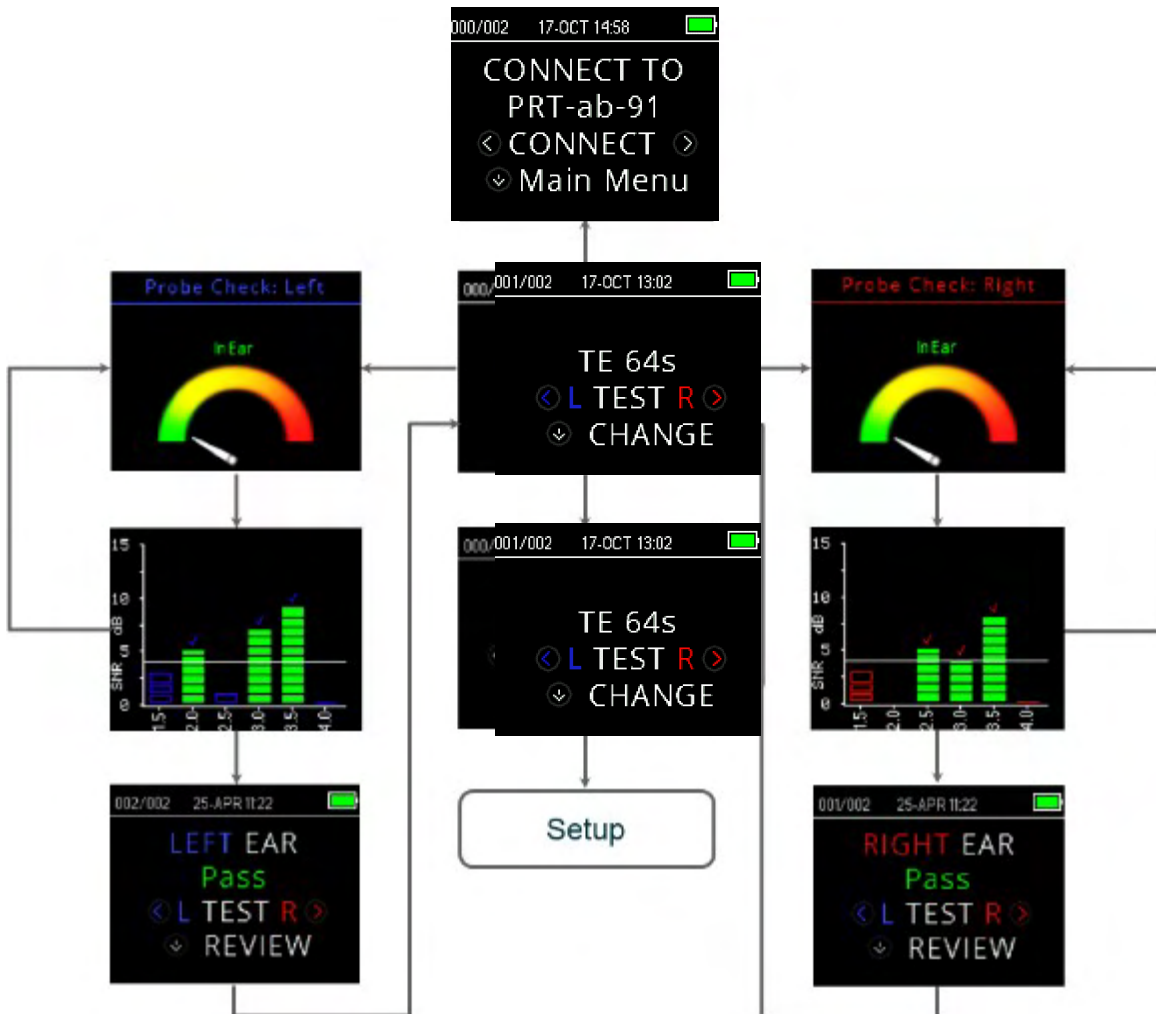 000/002 17-OCT 14:58
CONNECT TO
PRT-ab-91
CONNECT
Main Menu
Probe Check: Left
In Ear
000/
001/002 17-OCT 13:02
TE 64s
L TEST R
CHANGE
Probe Check: Right
In Ear
15
10
5
0
SNR dB
1.5 2.0 2.5 3.0 3.5 4.0
000/
001/002 17-OCT 13:02
TE 64s
L TEST R
CHANGE
15
10
5
0
SNR dB
1.5 2.0 2.5 3.0 3.5 4.0
002/002 25-APR 11:22
LEFT EAR
Pass
L TEST R
REVIEW
Setup
001/002 25-APR 11:22
RIGHT EAR
Pass
L TEST R
REVIEW